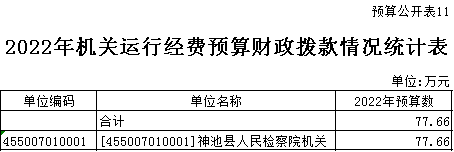 预算公开表11
2022年机关运行经费预算财政拨款情况统计表
单位:万元
单位编码 单位名称 2022年预算数
合计 77.66
455007010001 [455007010001]神池县人民检察院机关 77.66